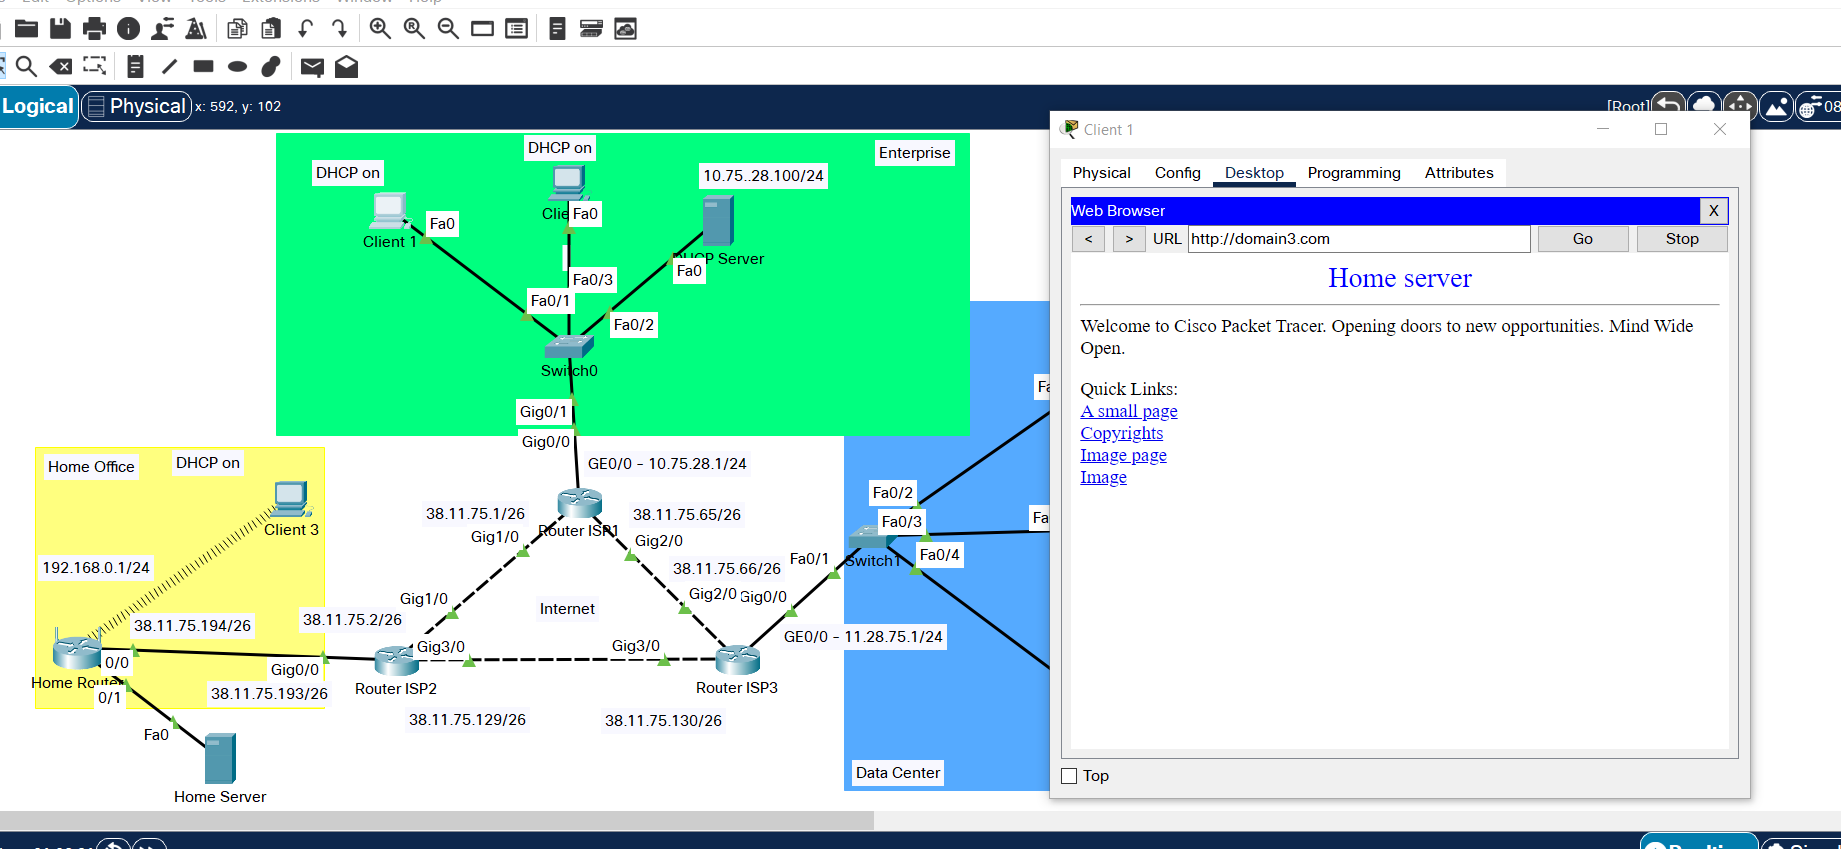 Edit Options View Tools Extensions Window Help
Logical
Physical
x: 592, y: 102
[Root]
08
Enterprise
DHCP on
DHCP on
10.75..28.100/24
Fa0
Client 1
Fa0
DHCP Server
Fa0
Fa0/3
Fa0/1
Fa0/2
Switch0
Gig0/1
Gig0/0
GE0/0 - 10.75.28.1/24
Home Office
DHCP on
Client 3
192.168.0.1/24
38.11.75.194/26
0/0
Home Router
0/1
Gig0/0
38.11.75.193/26
Fa0
Home Server
38.11.75.1/26
Gig1/0
Router ISP1
38.11.75.65/26
Gig2/0
38.11.75.66/26
Gig2/0
Gig0/0
Gig1/0
38.11.75.2/26
Internet
Gig3/0
Router ISP2
38.11.75.129/26
Gig3/0
Router ISP3
38.11.75.130/26
GE0/0 - 11.28.75.1/24
Fa0/1
Fa0/2
Fa0/3
Switch1
Fa0/4
Fa
Fa
Data Center
Client 1
Physical
Config
Desktop
Programming
Attributes
Web Browser
X
<
>
URL
http://domain3.com
Go
Stop
Home server
Welcome to Cisco Packet Tracer. Opening doors to new opportunities. Mind Wide
Open.
Quick Links:
A small page
Copyrights
Image page
Image
Top